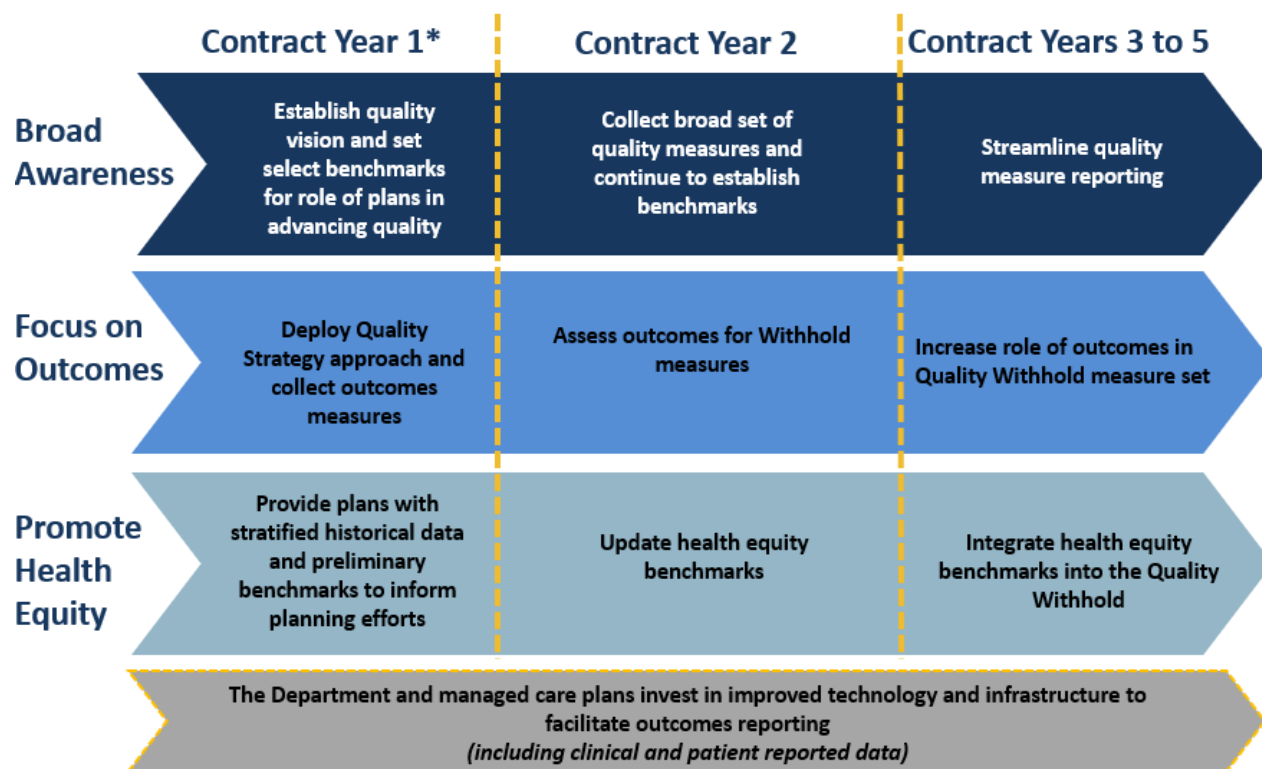 Contract Year 1*
Contract Year 2
Contract Years 3 to 5
Broad
Awareness
Establish quality
vision and set
select benchmarks
for role of plans in
advancing quality
Collect broad set of
quality measures and
continue to establish
benchmarks
Streamline quality
measure reporting
Focus on
Outcomes
Deploy Quality
Strategy approach and
collect outcomes
measures
Assess outcomes for Withhold
measures
Increase role of outcomes in
Quality Withhold measure set
Promote
Health
Equity
Provide plans with
stratified historical data
and preliminary
benchmarks to inform
planning efforts
Update health equity
benchmarks
Integrate health equity
benchmarks into the Quality
Withhold
The Department and managed care plans invest in improved technology and infrastructure to
facilitate outcomes reporting
(including clinical and patient reported data)